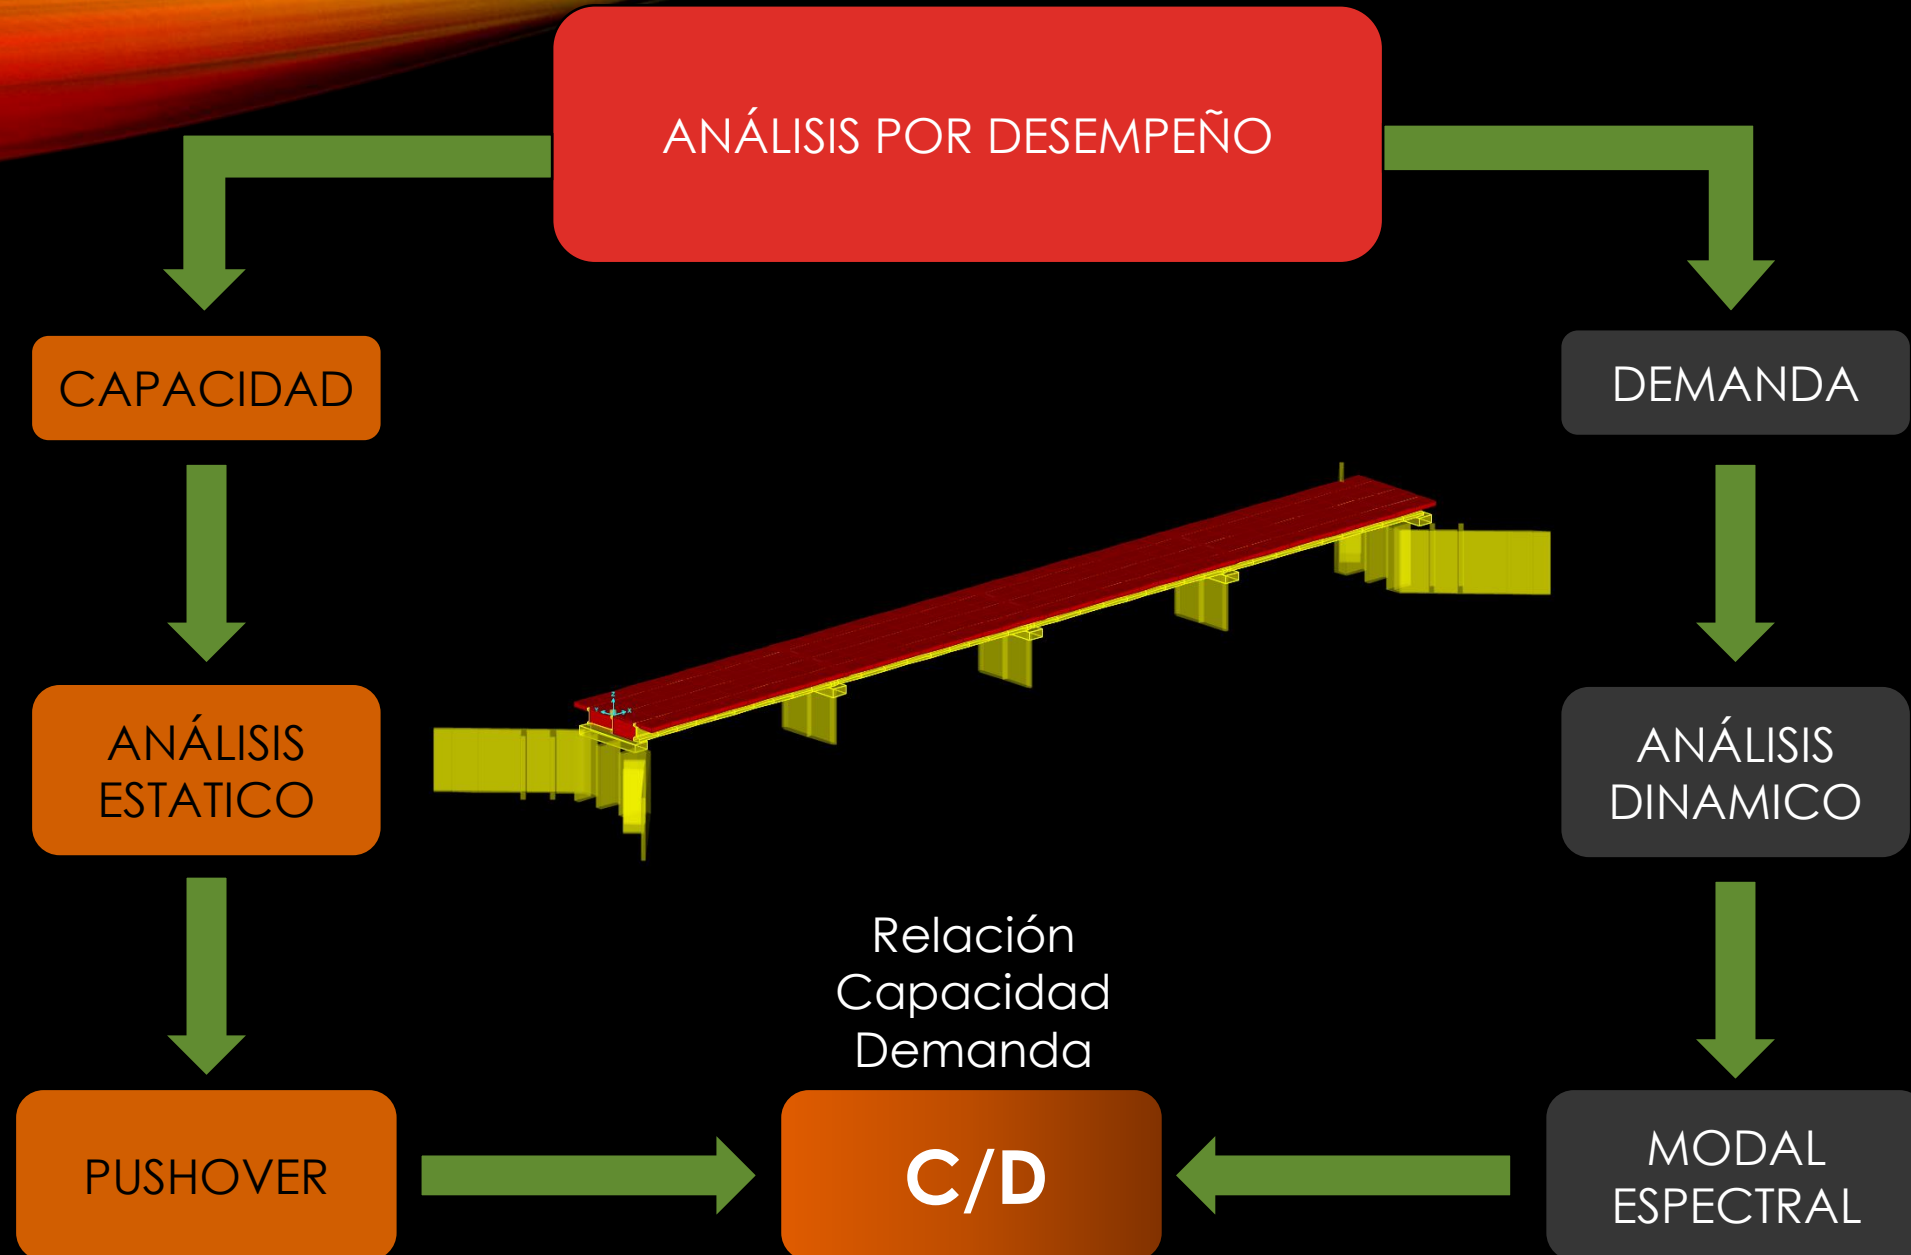 ANÁLISIS POR DESEMPEÑO
CAPACIDAD
DEMANDA
ANÁLISIS
ESTATICO
ANÁLISIS
DINAMICO
Relación
Capacidad
Demanda
PUSHOVER
C/D
MODAL
ESPECTRAL